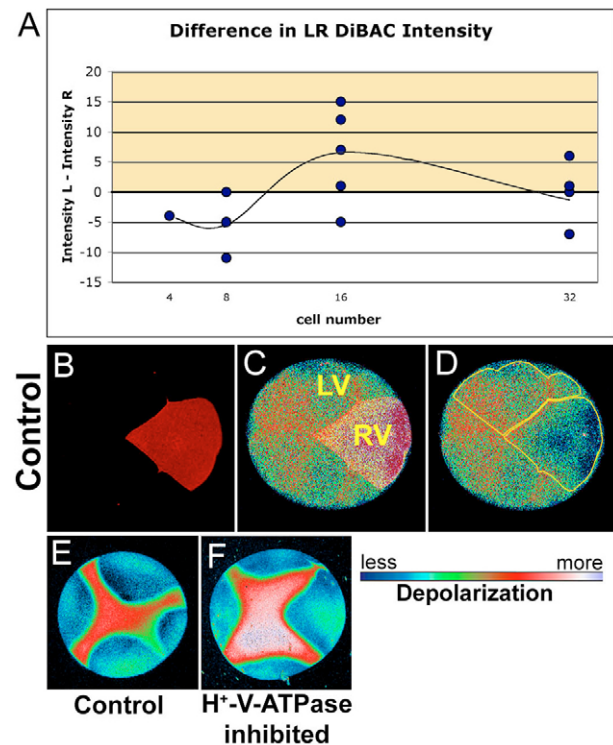 A
Difference in LR DiBAC Intensity
Intensity L - Intensity R
20
15
10
5
0
-5
-10
-15
4 8 16 32
cell number
Control
B C D
LV
RV
E F
less more
Depolarization
Control
H⁺-V-ATPase
inhibited